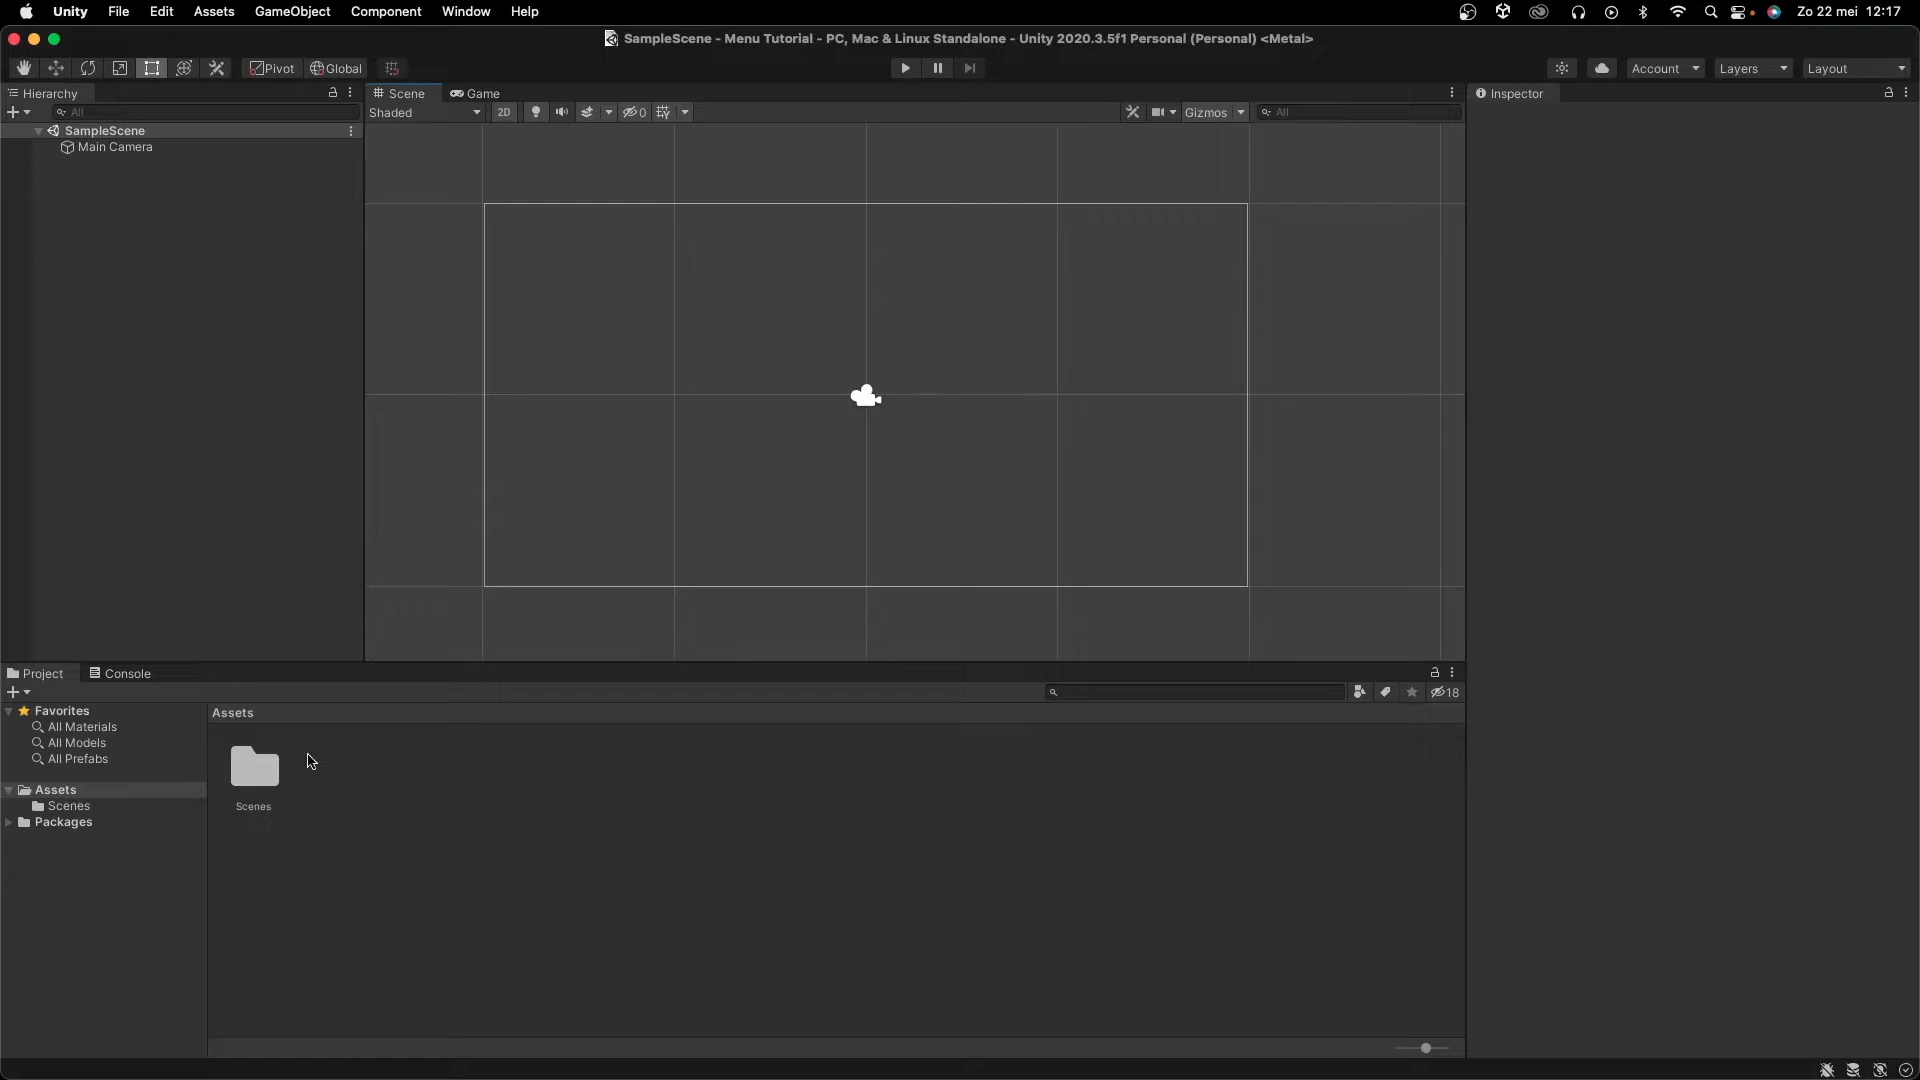 Unity File Edit Assets GameObject Component Window Help Zo 22 mei 12:17
SampleScene - Menu Tutorial - PC, Mac & Linux Standalone - Unity 2020.3.5f1 Personal (Personal) <Metal>
Pivot Global Account Layers Layout
Hierarchy Scene Game Inspector
All Shaded 2D 0 Gizmos All
SampleScene
Main Camera
Project Console
18
Favorites Assets
All Materials
All Models
All Prefabs
Assets
Scenes Scenes
Packages